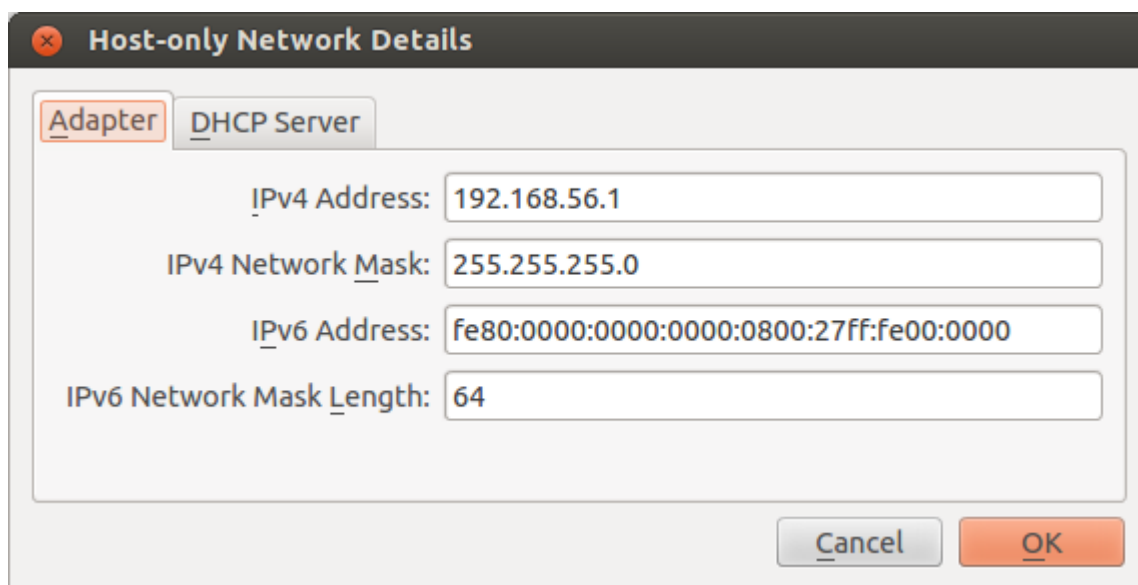 Host-only Network Details
Adapter DHCP Server
IPv4 Address: 192.168.56.1
IPv4 Network Mask: 255.255.255.0
IPv6 Address: fe80:0000:0000:0000:0800:27ff:fe00:0000
IPv6 Network Mask Length: 64
Cancel OK